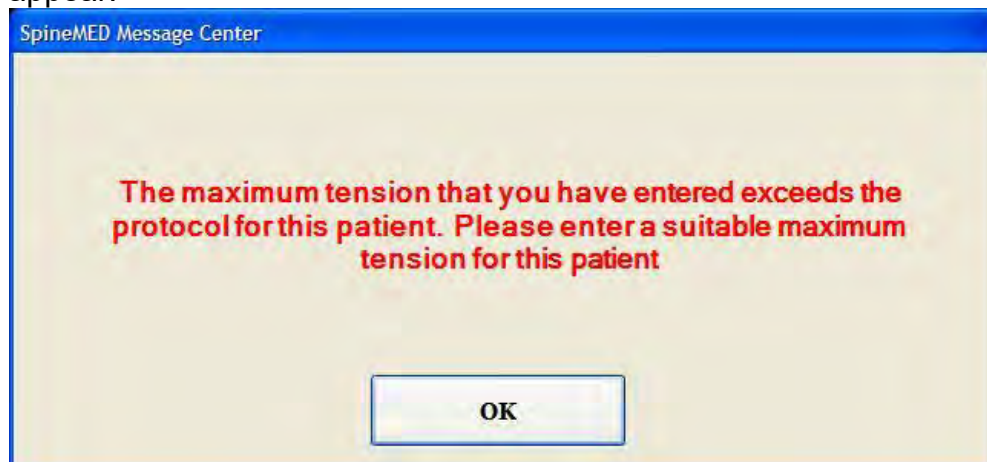 SpineMED Message Center
The maximum tension that you have entered exceeds the
protocol for this patient. Please enter a suitable maximum
tension for this patient
OK